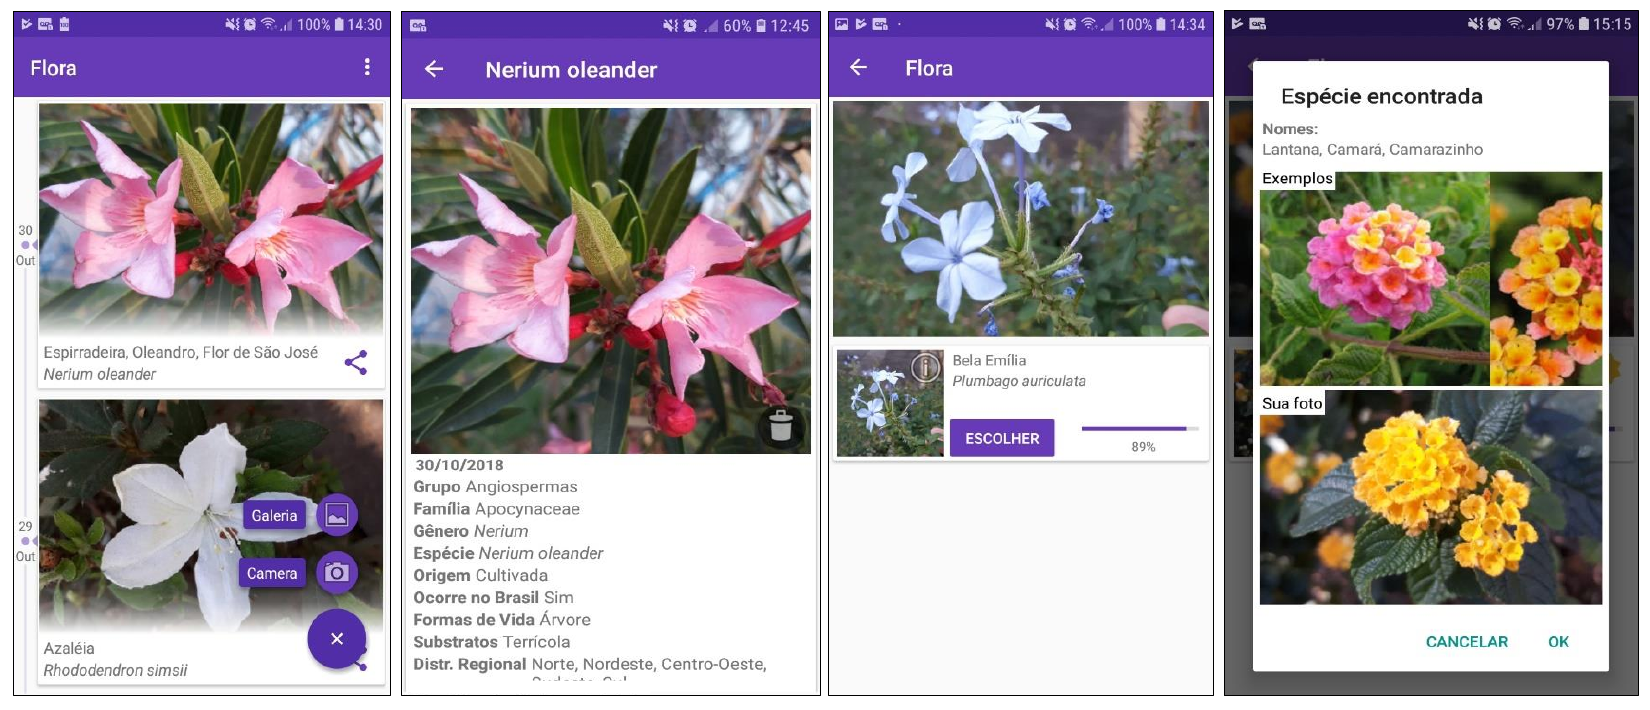 100% 14:30
Flora
30
Out
Espirradeira, Oleandro, Flor de São José
Nerium oleander
29
Out
Galeria
Camera
Azaléia
Rhododendron simsii
60% 12:45
Nerium oleander
30/10/2018
Grupo Angiospermas
Família Apocynaceae
Gênero Nerium
Espécie Nerium oleander
Origem Cultivada
Ocorre no Brasil Sim
Formas de Vida Árvore
Substratos Terrícola
Distr. Regional Norte, Nordeste, Centro-Oeste,
100% 14:34
Flora
Bela Emília
Plumbago auriculata
ESCOLHER
89%
97% 15:15
Espécie encontrada
Nomes:
Lantana, Camará, Camarazinho
Exemplos
Sua foto
CANCELAR OK